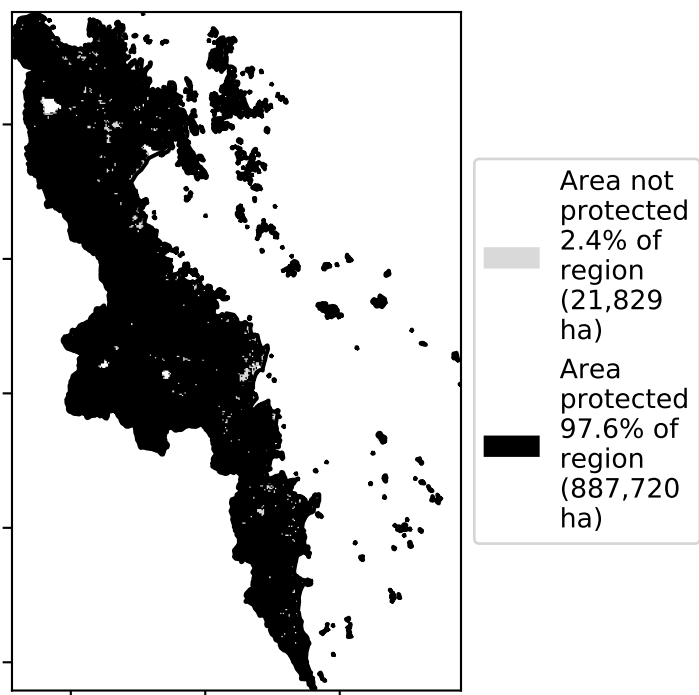 Area not
protected
2.4% of
region
(21,829
ha)
Area
protected
97.6% of
region
(887,720
ha)